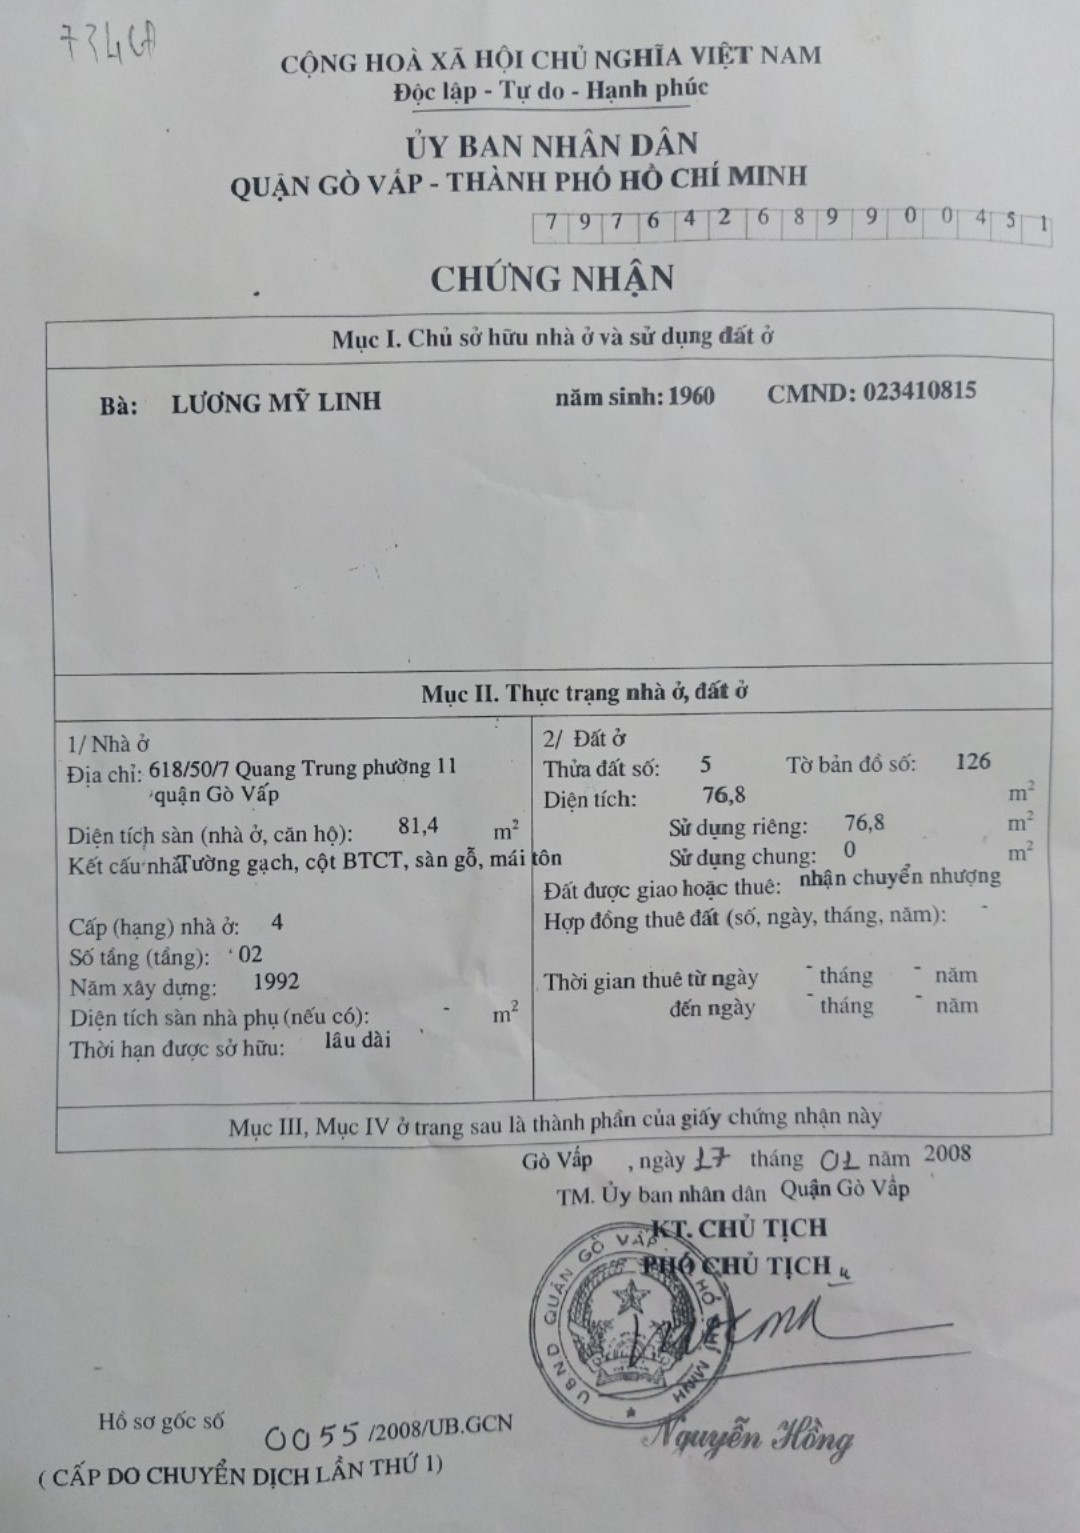 734CĐ
CỘNG HOÀ XÃ HỘI CHỦ NGHĨA VIỆT NAM
Độc lập - Tự do - Hạnh phúc
ỦY BAN NHÂN DÂN
QUẬN GÒ VẤP - THÀNH PHỐ HỒ CHÍ MINH
7 9 7 6 4 2 6 8 9 9 0 0 4 5 1
CHỨNG NHẬN
Mục I. Chủ sở hữu nhà ở và sử dụng đất ở
Bà: LƯƠNG MỸ LINH năm sinh: 1960 CMND: 023410815
Mục II. Thực trạng nhà ở, đất ở
1/ Nhà ở
Địa chỉ: 618/50/7 Quang Trung phường 11
quận Gò Vấp
Diện tích sàn (nhà ở, căn hộ): 81,4 m²
Kết cấu nhà Tường gạch, cột BTCT, sàn gỗ, mái tôn
Cấp (hạng) nhà ở: 4
Số tầng (tầng): 02
Năm xây dựng: 1992
Diện tích sàn nhà phụ (nếu có): - m²
Thời hạn được sở hữu: lâu dài
2/ Đất ở
Thửa đất số: 5 Tờ bản đồ số: 126
Diện tích: 76,8 m²
Sử dụng riêng: 76,8 m²
Sử dụng chung: 0 m²
Đất được giao hoặc thuê: nhận chuyển nhượng
Hợp đồng thuê đất (số, ngày, tháng, năm): -
Thời gian thuê từ ngày - tháng - năm
đến ngày - tháng - năm
Mục III, Mục IV ở trang sau là thành phần của giấy chứng nhận này
Gò Vấp , ngày 17 tháng 01 năm 2008
TM. Ủy ban nhân dân Quận Gò Vấp
KT. CHỦ TỊCH
PHÓ CHỦ TỊCH
U.B.N.D QUẬN GÒ VẤP HỒ CHÍ MINH
Nguyễn Hồng
Hồ sơ gốc số 0055 /2008/UB.GCN
( CẤP DO CHUYỂN DỊCH LẦN THỨ 1)